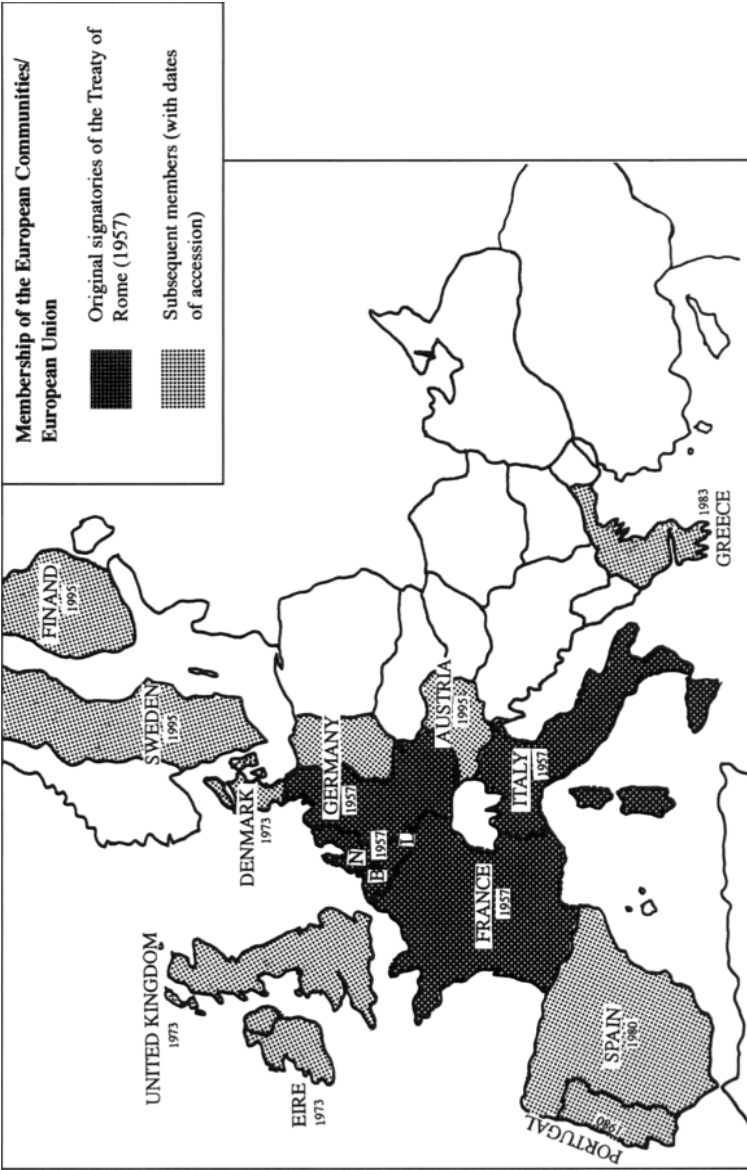 Membership of the European Communities/
European Union
Original signatories of the Treaty of
Rome (1957)
Subsequent members (with dates
of accession)
FINAND
1995
SWEDEN
1995
DENMARK
1973
UNITED KINGDOM
1973
EIRE
1973
GERMANY
1957
N
B
1957
L
AUSTRIA
1995
FRANCE
1957
ITALY
1957
SPAIN
1980
PORTUGAL
1980
GREECE
1983